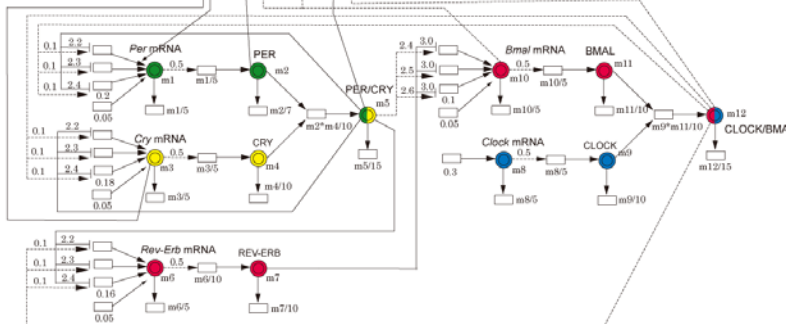 0.1 2.2 Per mRNA PER
2.3 0.5 m1 m1/5 m2
0.1
0.1 2.4 0.2
0.05 m1/5 m2/7
PER/CRY
m5
m2*m4/10
m5/15
0.1 2.2 Cry mRNA CRY
0.1 2.3 0.5 m3 m3/5 m4
0.1 2.4 0.18
0.05 m3/5 m4/10
0.1 2.2 Rev-Erb mRNA REV-ERB
0.1 2.3 0.5 m6 m6/10 m7
0.1 2.4 0.16
0.05 m6/5 m7/10
2.4 3.0 Bmal mRNA BMAL
2.5 3.0 0.5 m10 m10/5 m11
2.6 3.0 0.1
0.05 m10/5 m11/10
m9*m11/10
m12
CLOCK/BMA
m12/15
Clock mRNA CLOCK
0.3 0.5 m8 m8/5 m9
m8/5 m9/10